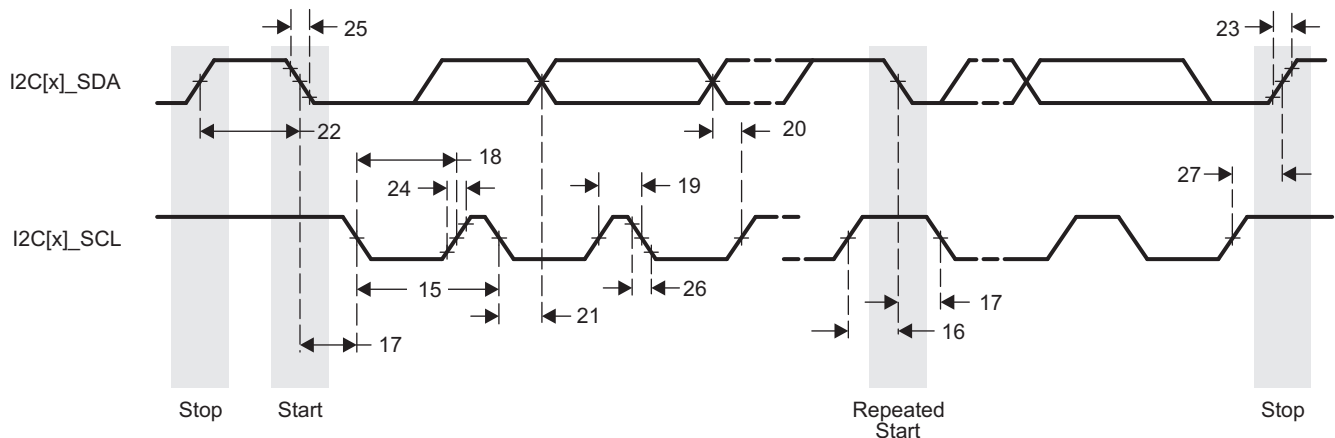 25
23
I2C[x]_SDA
22
20
18
24
19
27
I2C[x]_SCL
15
26
21
17
16
17
Stop
Start
Repeated
Start
Stop